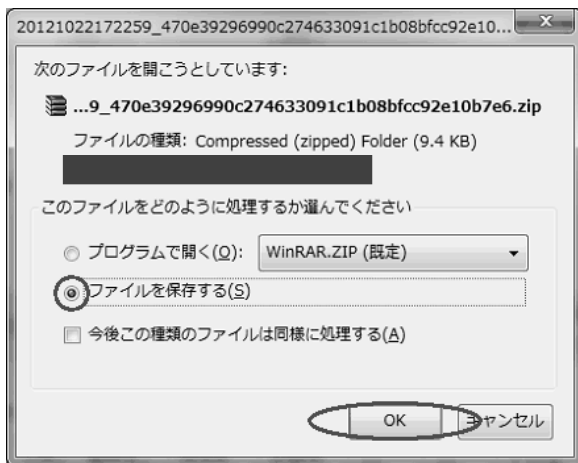 20121022172259_470e39296990c274633091c1b08bfcc92e10...
次のファイルを開こうとしています:
...9_470e39296990c274633091c1b08bfcc92e10b7e6.zip
ファイルの種類: Compressed (zipped) Folder (9.4 KB)
このファイルをどのように処理するか選んでください
プログラムで開く(O): WinRAR.ZIP (既定)
ファイルを保存する(S)
今後この種類のファイルは同様に処理する(A)
OK キャンセル